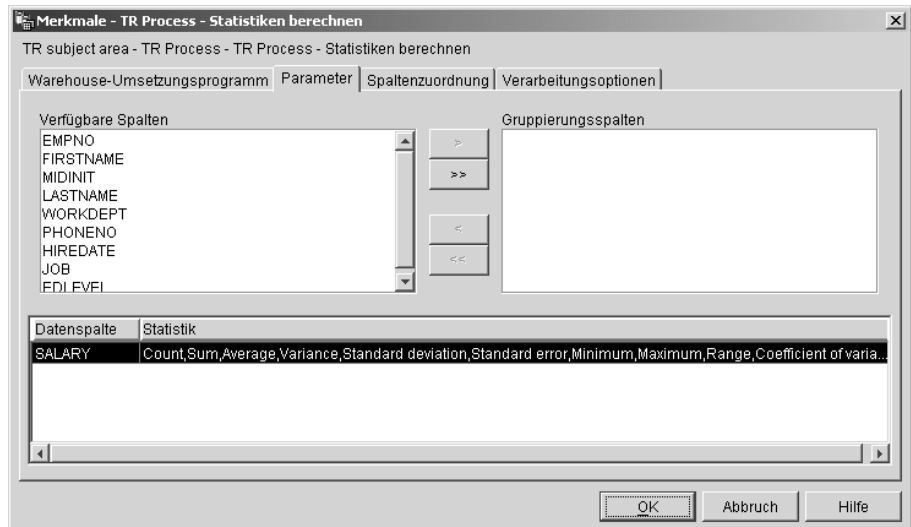 Merkmale - TR Process - Statistiken berechnen
TR subject area - TR Process - TR Process - Statistiken berechnen
Warehouse-Umsetzungsprogramm Parameter Spaltenzuordnung Verarbeitungsoptionen
Verfügbare Spalten
EMPNO
FIRSTNAME
MIDINIT
LASTNAME
WORKDEPT
PHONENO
HIREDATE
JOB
EDLEVEL
>
>>
<
<<
Gruppierungsspalten
Datenspalte Statistik
SALARY Count,Sum,Average,Variance,Standard deviation,Standard error,Minimum,Maximum,Range,Coefficient of varia...
OK Abbruch Hilfe